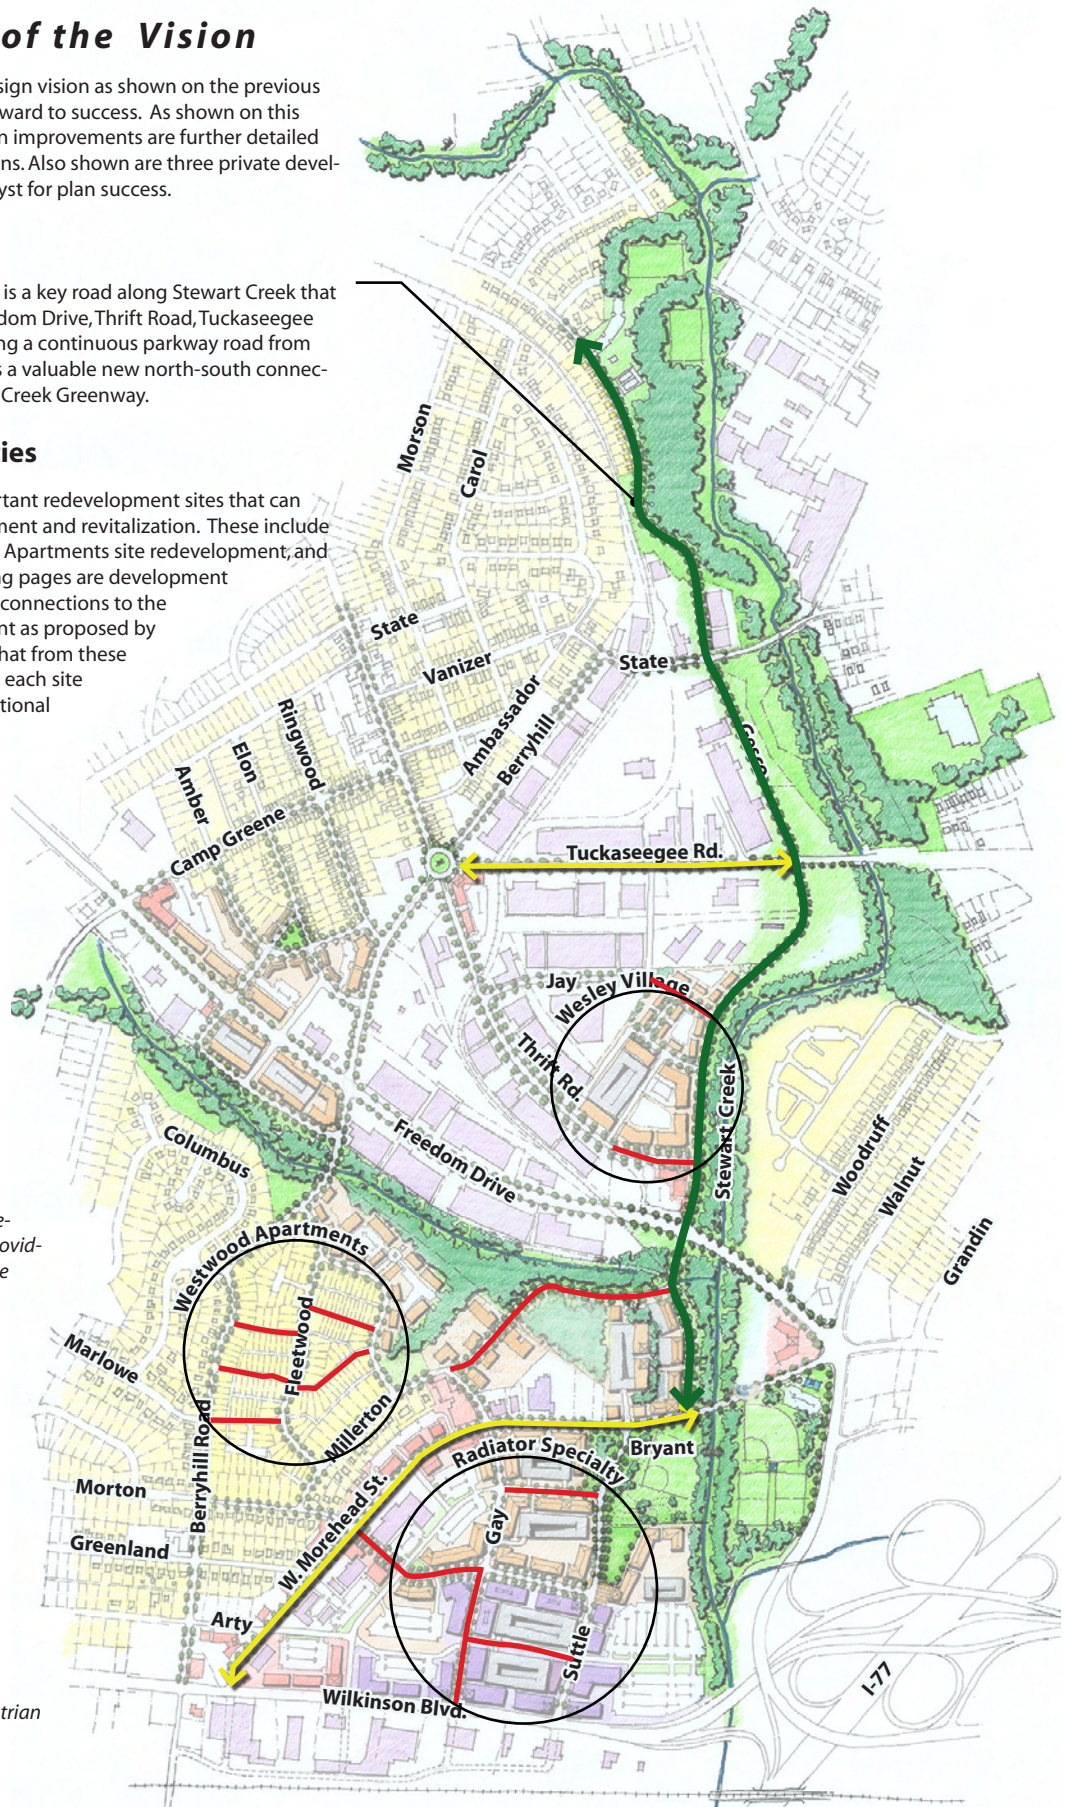 of the Vision
sign vision as shown on the previous
ward to success. As shown on this
n improvements are further detailed
ns. Also shown are three private devel-
yst for plan success.
is a key road along Stewart Creek that
dom Drive, Thrift Road, Tuckaseegee
ng a continuous parkway road from
s a valuable new north-south connec-
Creek Greenway.
ies
rtant redevelopment sites that can
ment and revitalization. These include
Apartments site redevelopment, and
ng pages are development
connections to the
nt as proposed by
hat from these
each site
tional
e-
ovid-
e
trian
Morson
Carol
State
Vanizer
State
Ambassador
Berryhill
Ringwood
Elon
Amber
Camp Greene
Tuckaseegee Rd.
Jay
Wesley Village
Thrift Rd.
Stewart Creek
Woodruff
Walnut
Grandin
Freedom Drive
Columbus
Westwood Apartments
Fleetwood
Marlowe
Millerton
Berryhill Road
Morton
Greenland
W. Morehead St.
Arty
Radiator Specialty
Bryant
Gay
Suttle
Wilkinson Blvd.
I-77